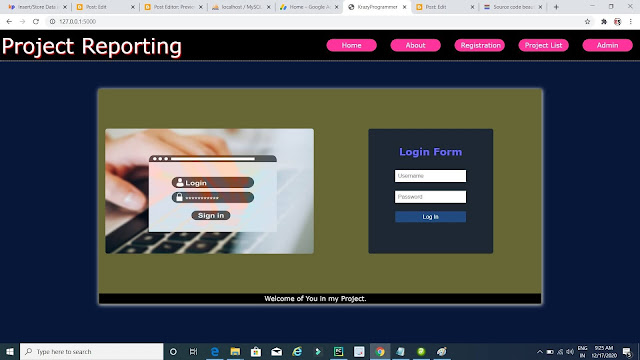 Insert/Store Data
Post: Edit
Post Editor: Previe
localhost / MySC
Home – Google A
KrazyProgrammer
Post: Edit
Source code beau
127.0.0.1:5000
Project Reporting
Home
About
Registration
Project List
Admin
Login
***********
Sign In
Login Form
Username
Password
Log In
Welcome of You in my Project.
Type here to search
ENG
IN
9:25 AM
12/17/2020